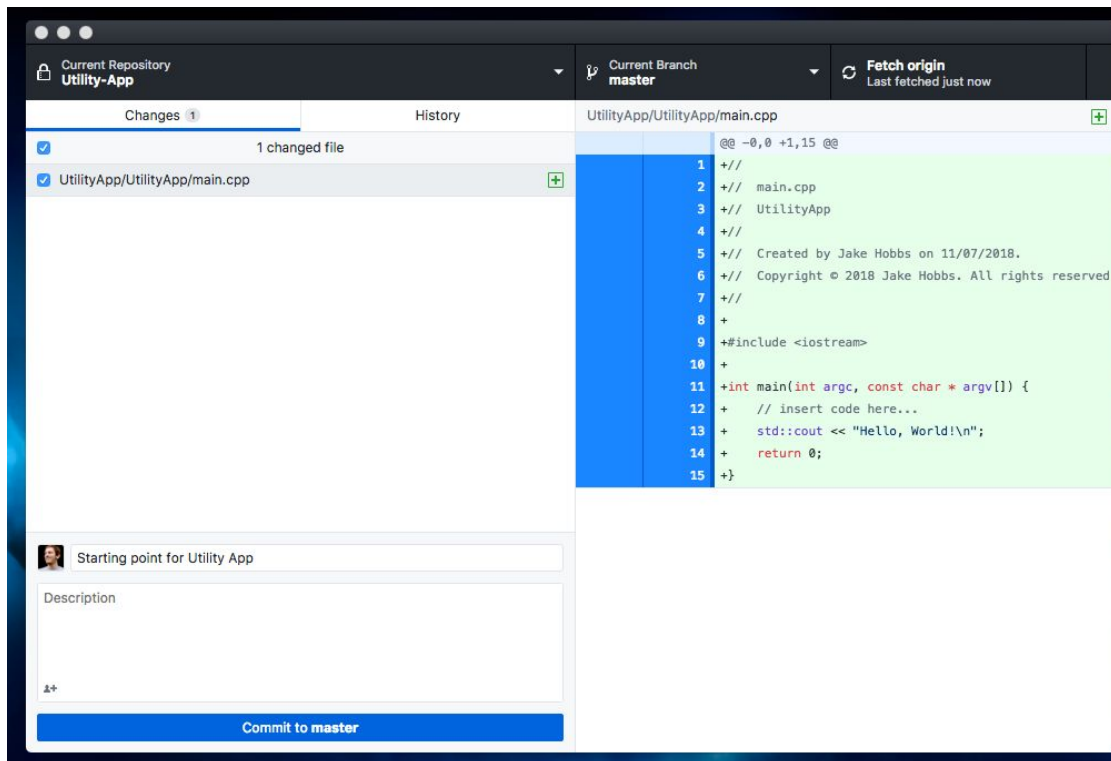 Current Repository
Utility-App
Current Branch
master
Fetch origin
Last fetched just now
Changes 1
History
1 changed file
UtilityApp/UtilityApp/main.cpp
Starting point for Utility App
Description
Commit to master
UtilityApp/UtilityApp/main.cpp
@@ -0,0 +1,15 @@
1 +//
2 +//  main.cpp
3 +//  UtilityApp
4 +//
5 +//  Created by Jake Hobbs on 11/07/2018.
6 +//  Copyright © 2018 Jake Hobbs. All rights reserved
7 +//
8 +
9 +#include <iostream>
10 +
11 +int main(int argc, const char * argv[]) {
12 +    // insert code here...
13 +    std::cout << "Hello, World!\n";
14 +    return 0;
15 +}